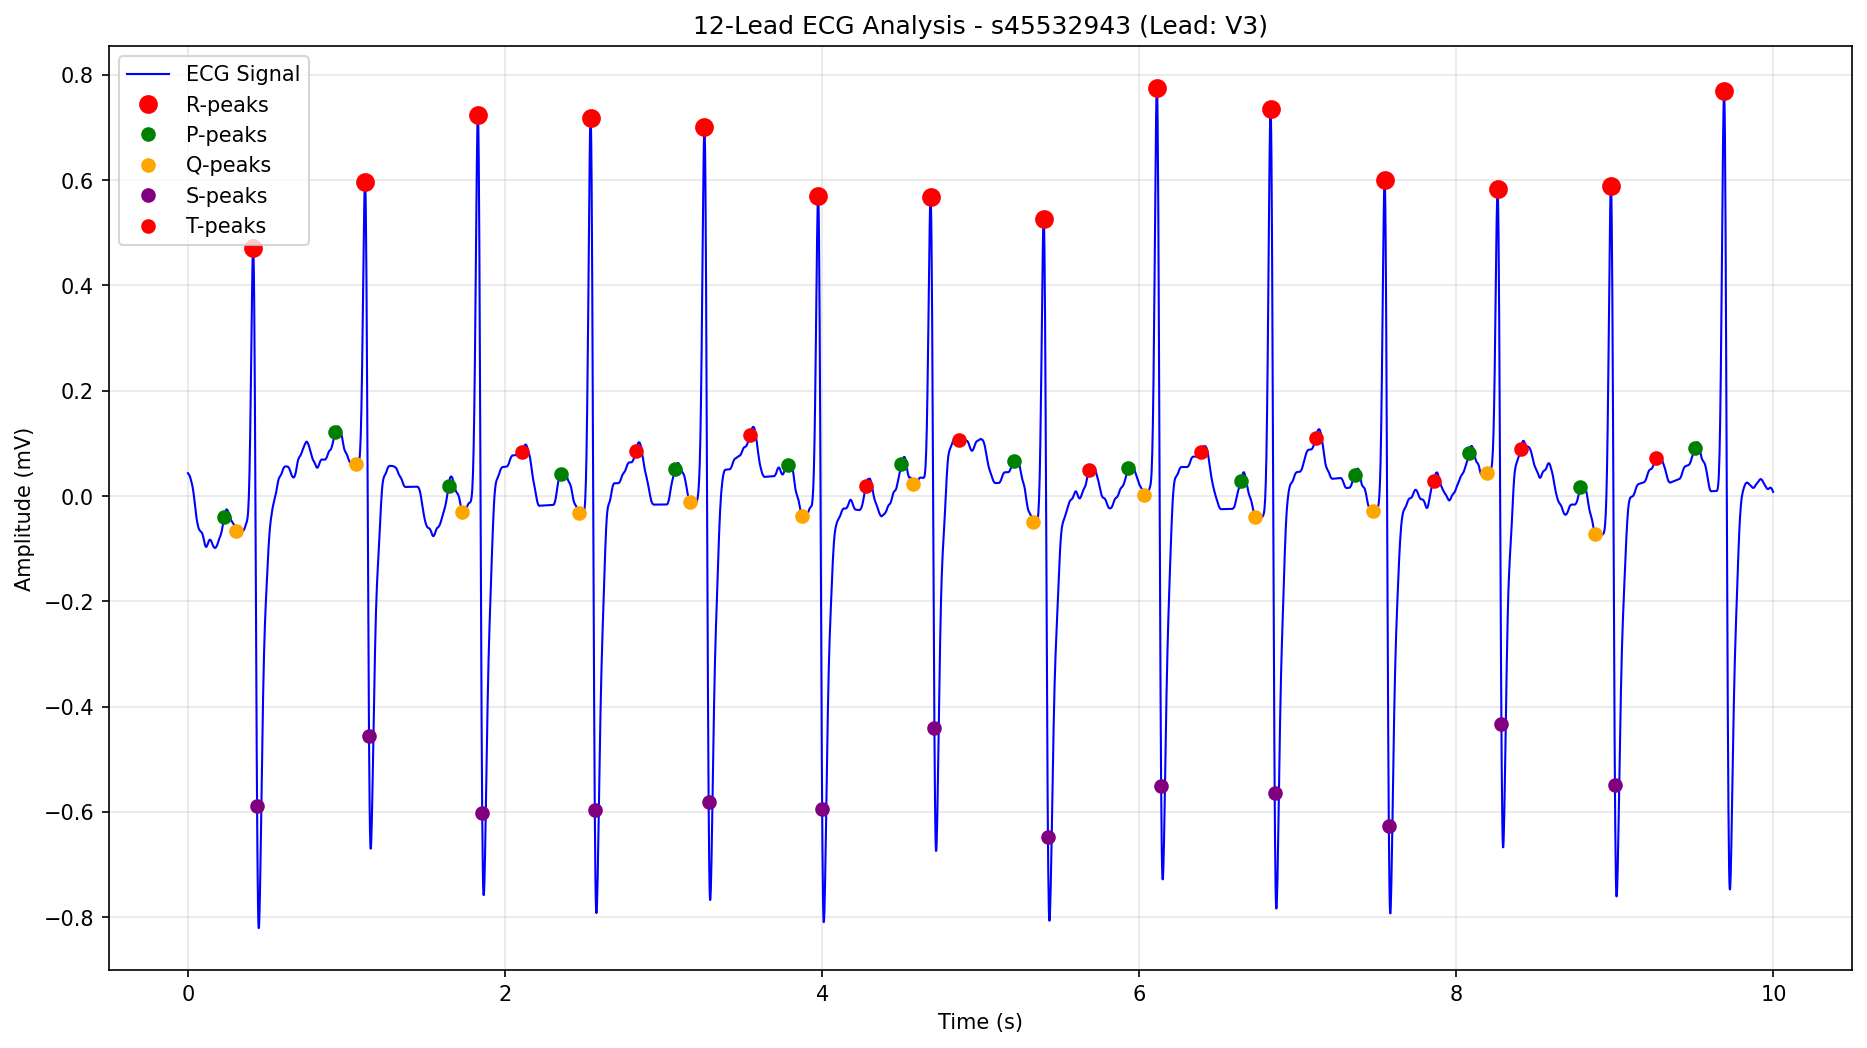 12-Lead ECG Analysis - s45532943 (Lead: V3)
ECG Signal
R-peaks
P-peaks
Q-peaks
S-peaks
T-peaks
Amplitude (mV)
0.8
0.6
0.4
0.2
0.0
−0.2
−0.4
−0.6
−0.8
0 2 4 6 8 10
Time (s)